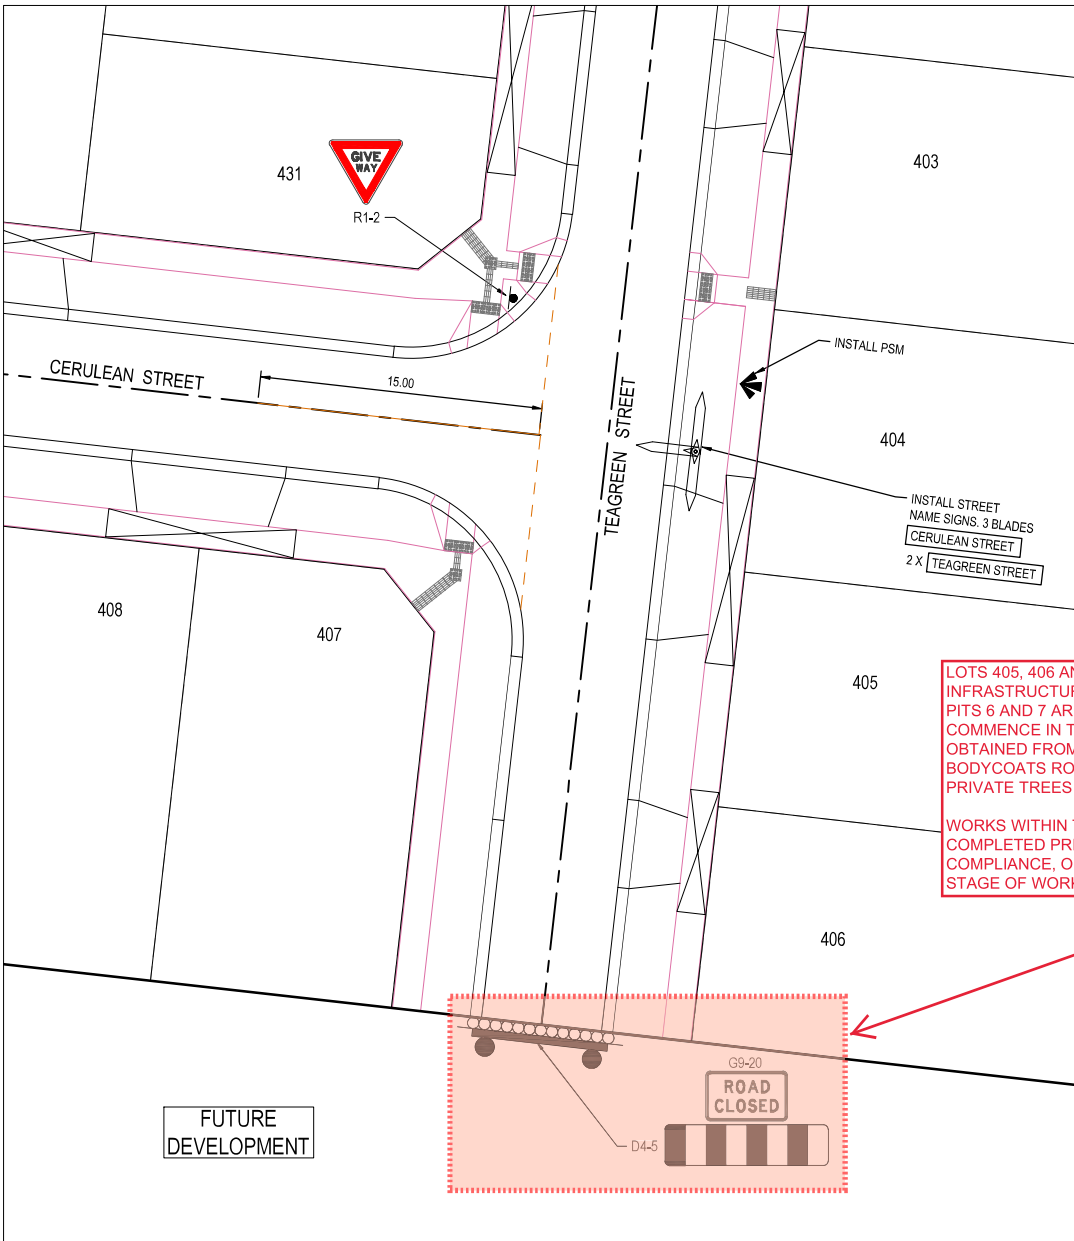 403
431
GIVE
WAY
R1-2
INSTALL PSM
CERULEAN STREET
15.00
TEAGREEN STREET
404
INSTALL STREET
NAME SIGNS. 3 BLADES
CERULEAN STREET
2 X TEAGREEN STREET
408
407
405
LOTS 405, 406 AN
INFRASTRUCTUR
PITS 6 AND 7 AR
COMMENCE IN T
OBTAINED FROM
BODYCOATS RO
PRIVATE TREES
WORKS WITHIN T
COMPLETED PRI
COMPLIANCE, O
STAGE OF WORK
406
G9-20
ROAD
CLOSED
D4-5
FUTURE
DEVELOPMENT